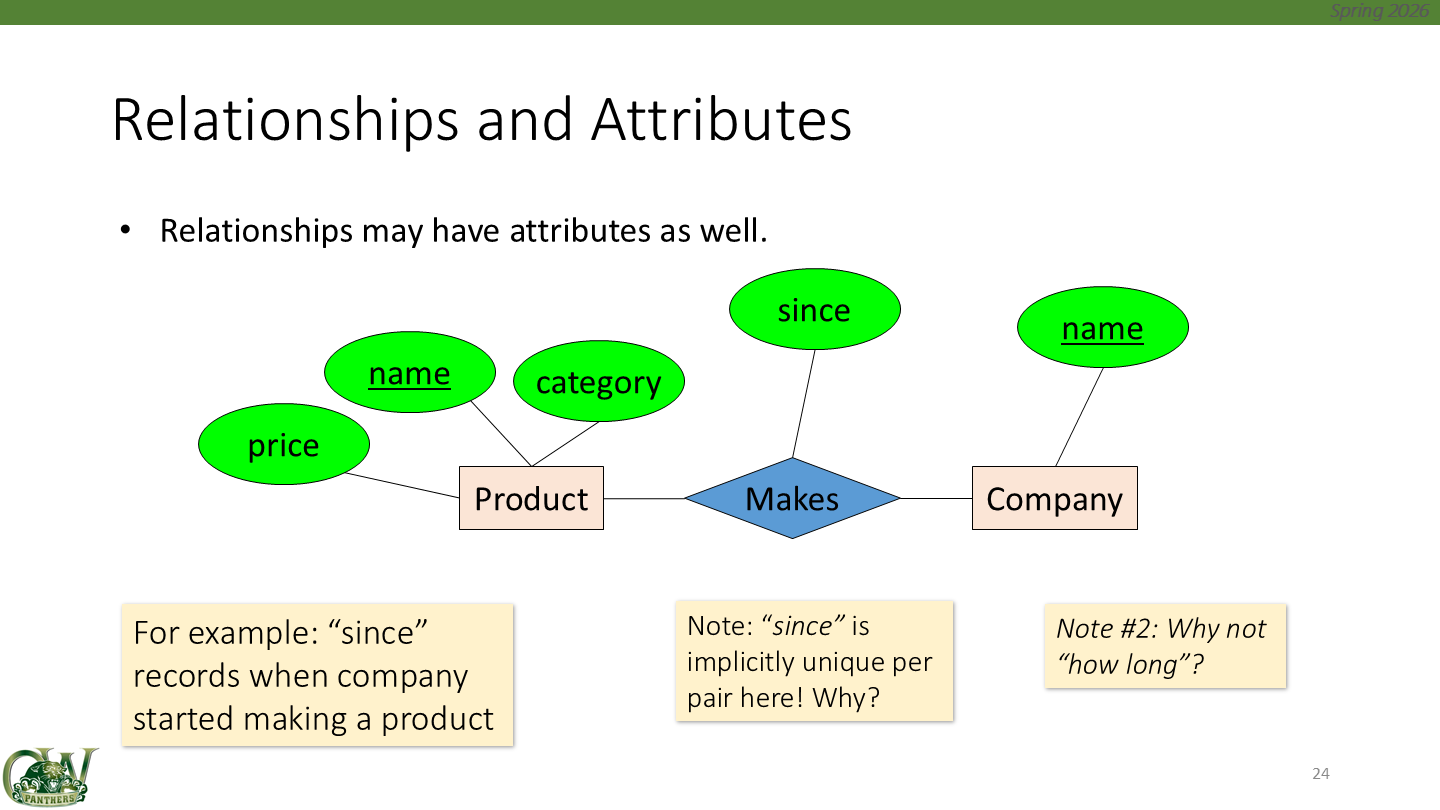 Spring 2026
Relationships and Attributes
• Relationships may have attributes as well.
since
name
name
category
price
Product
Makes
Company
For example: “since”
records when company
started making a product
Note: “since” is
implicitly unique per
pair here! Why?
Note #2: Why not
“how long”?
OW
PANTHERS
24